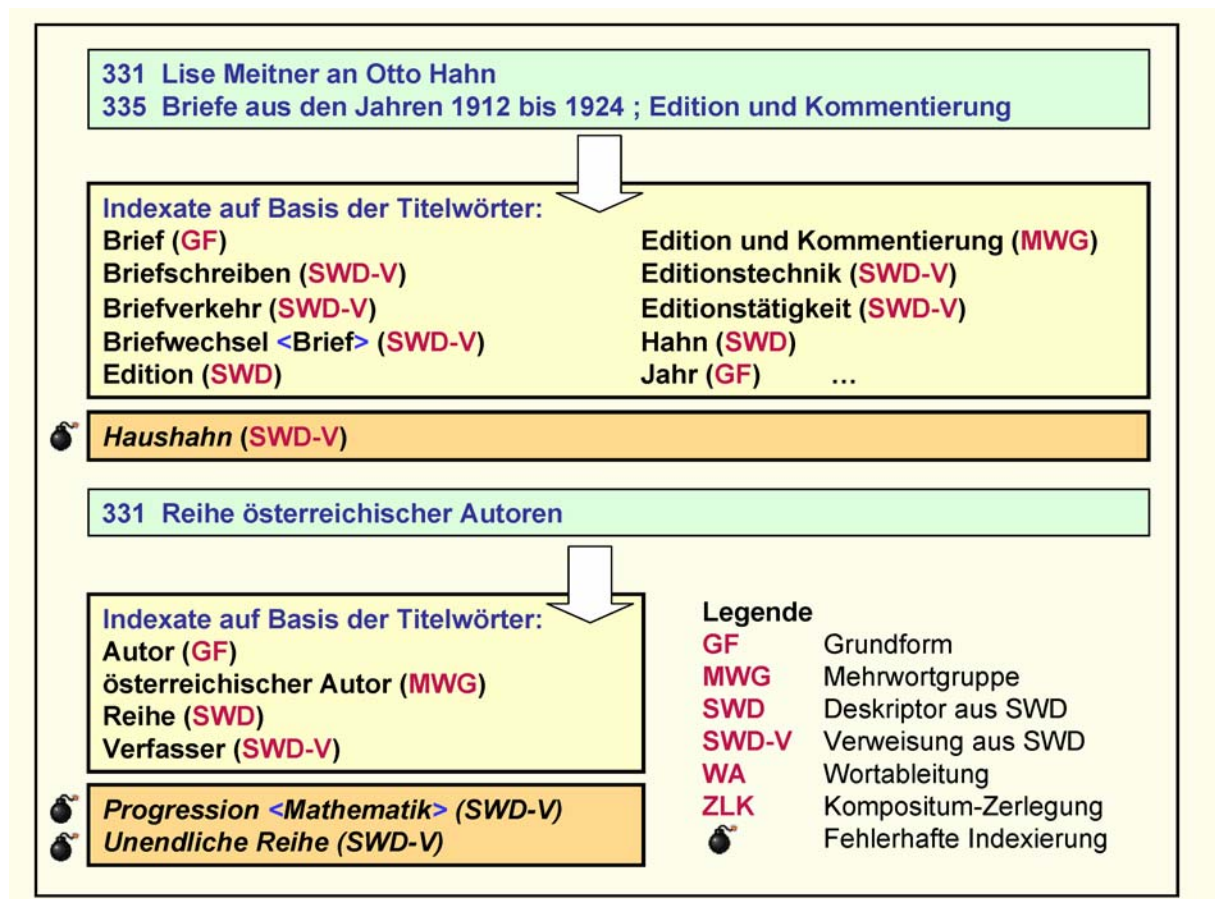 331 Lise Meitner an Otto Hahn
335 Briefe aus den Jahren 1912 bis 1924 ; Edition und Kommentierung
Indexate auf Basis der Titelwörter:
Brief (GF)
Briefschreiben (SWD-V)
Briefverkehr (SWD-V)
Briefwechsel <Brief> (SWD-V)
Edition (SWD)
Edition und Kommentierung (MWG)
Editionstechnik (SWD-V)
Editionstätigkeit (SWD-V)
Hahn (SWD)
Jahr (GF) ...
Haushahn (SWD-V)
331 Reihe österreichischer Autoren
Indexate auf Basis der Titelwörter:
Autor (GF)
österreichischer Autor (MWG)
Reihe (SWD)
Verfasser (SWD-V)
Progression <Mathematik> (SWD-V)
Unendliche Reihe (SWD-V)
Legende
GF Grundform
MWG Mehrwortgruppe
SWD Deskriptor aus SWD
SWD-V Verweisung aus SWD
WA Wortableitung
ZLK Kompositum-Zerlegung
Fehlerhafte Indexierung